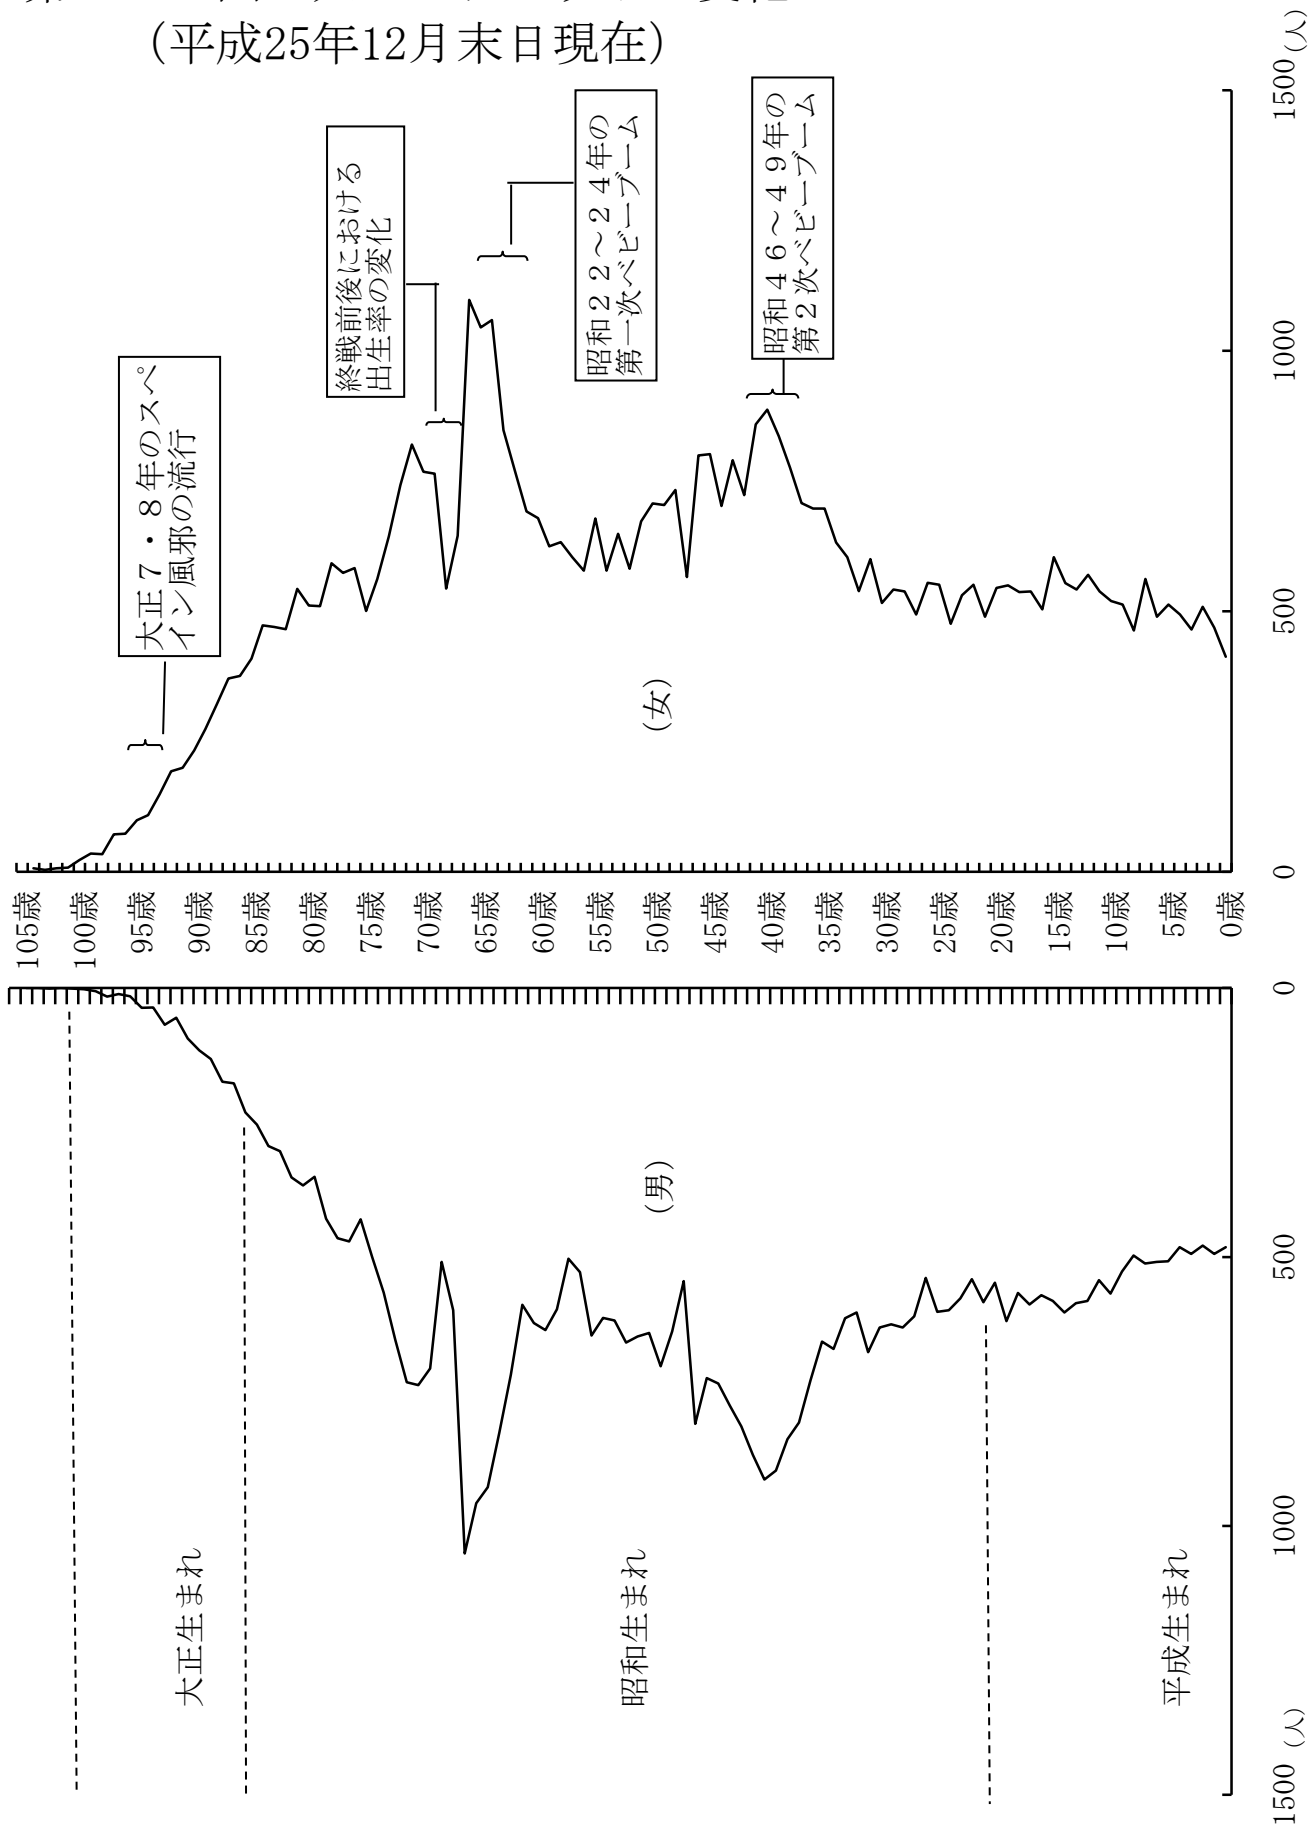 (平成25年12月末日現在)
大正７・８年のスペ
イン風邪の流行
終戦前後における
出生率の変化
昭和２２～２４年の
第一次ベビーブーム
昭和４６～４９年の
第２次ベビーブーム
(女)
(男)
105歳
100歳
95歳
90歳
85歳
80歳
75歳
70歳
65歳
60歳
55歳
50歳
45歳
40歳
35歳
30歳
25歳
20歳
15歳
10歳
5歳
0歳
大正生まれ
昭和生まれ
平成生まれ
1500 (人)
1000
500
0
0
500
1000
1500 (人)